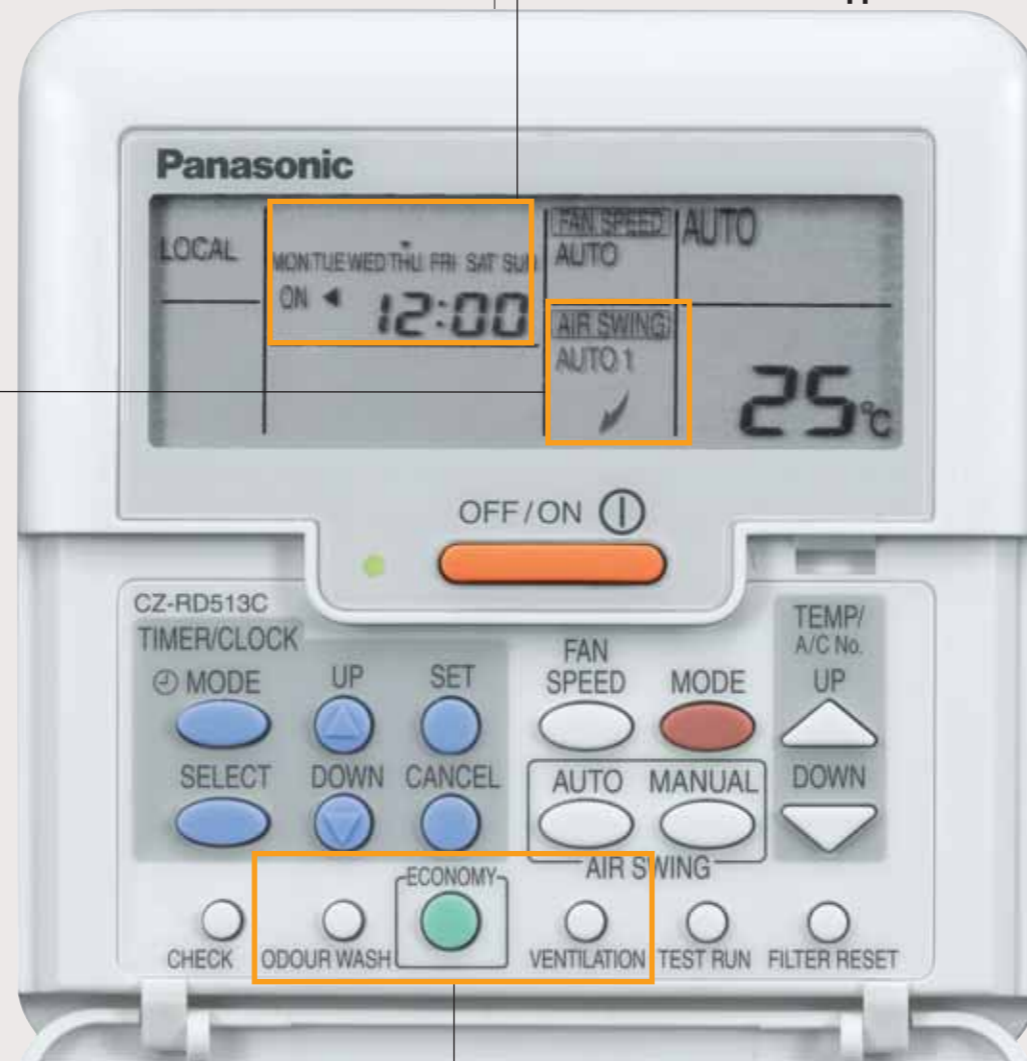 Panasonic
LOCAL
MON TUE WED THU FRI SAT SUN
ON ◀ 12:00
FAN SPEED
AUTO
AUTO
AIR SWING
AUTO 1
25°C
OFF/ON
CZ-RD513C
TIMER/CLOCK
MODE UP SET
SELECT DOWN CANCEL
FAN
SPEED MODE
AUTO MANUAL
AIR SWING
TEMP/
A/C No.
UP
DOWN
ECONOMY
CHECK ODOUR WASH VENTILATION TEST RUN FILTER RESET